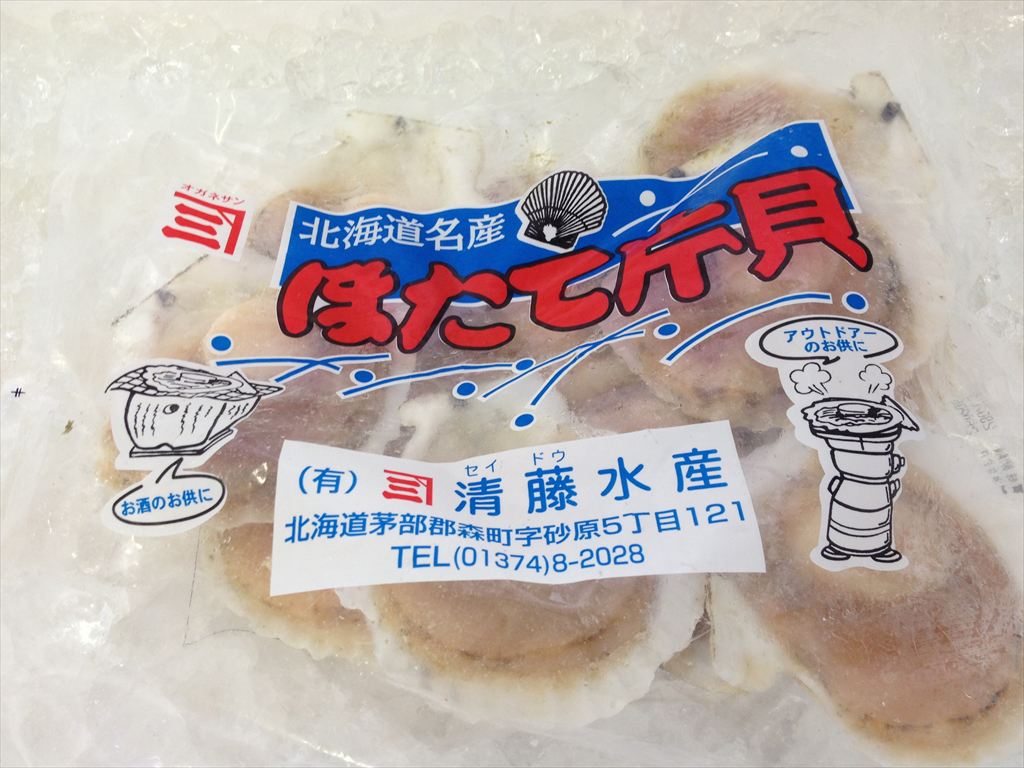 オガネサン
北海道名産
ほたて片貝
アウトドアー
のお供に
お酒のお供に
セイ ドウ
(有) 清藤水産
北海道茅部郡森町字砂原5丁目121
TEL(01374)8-2028